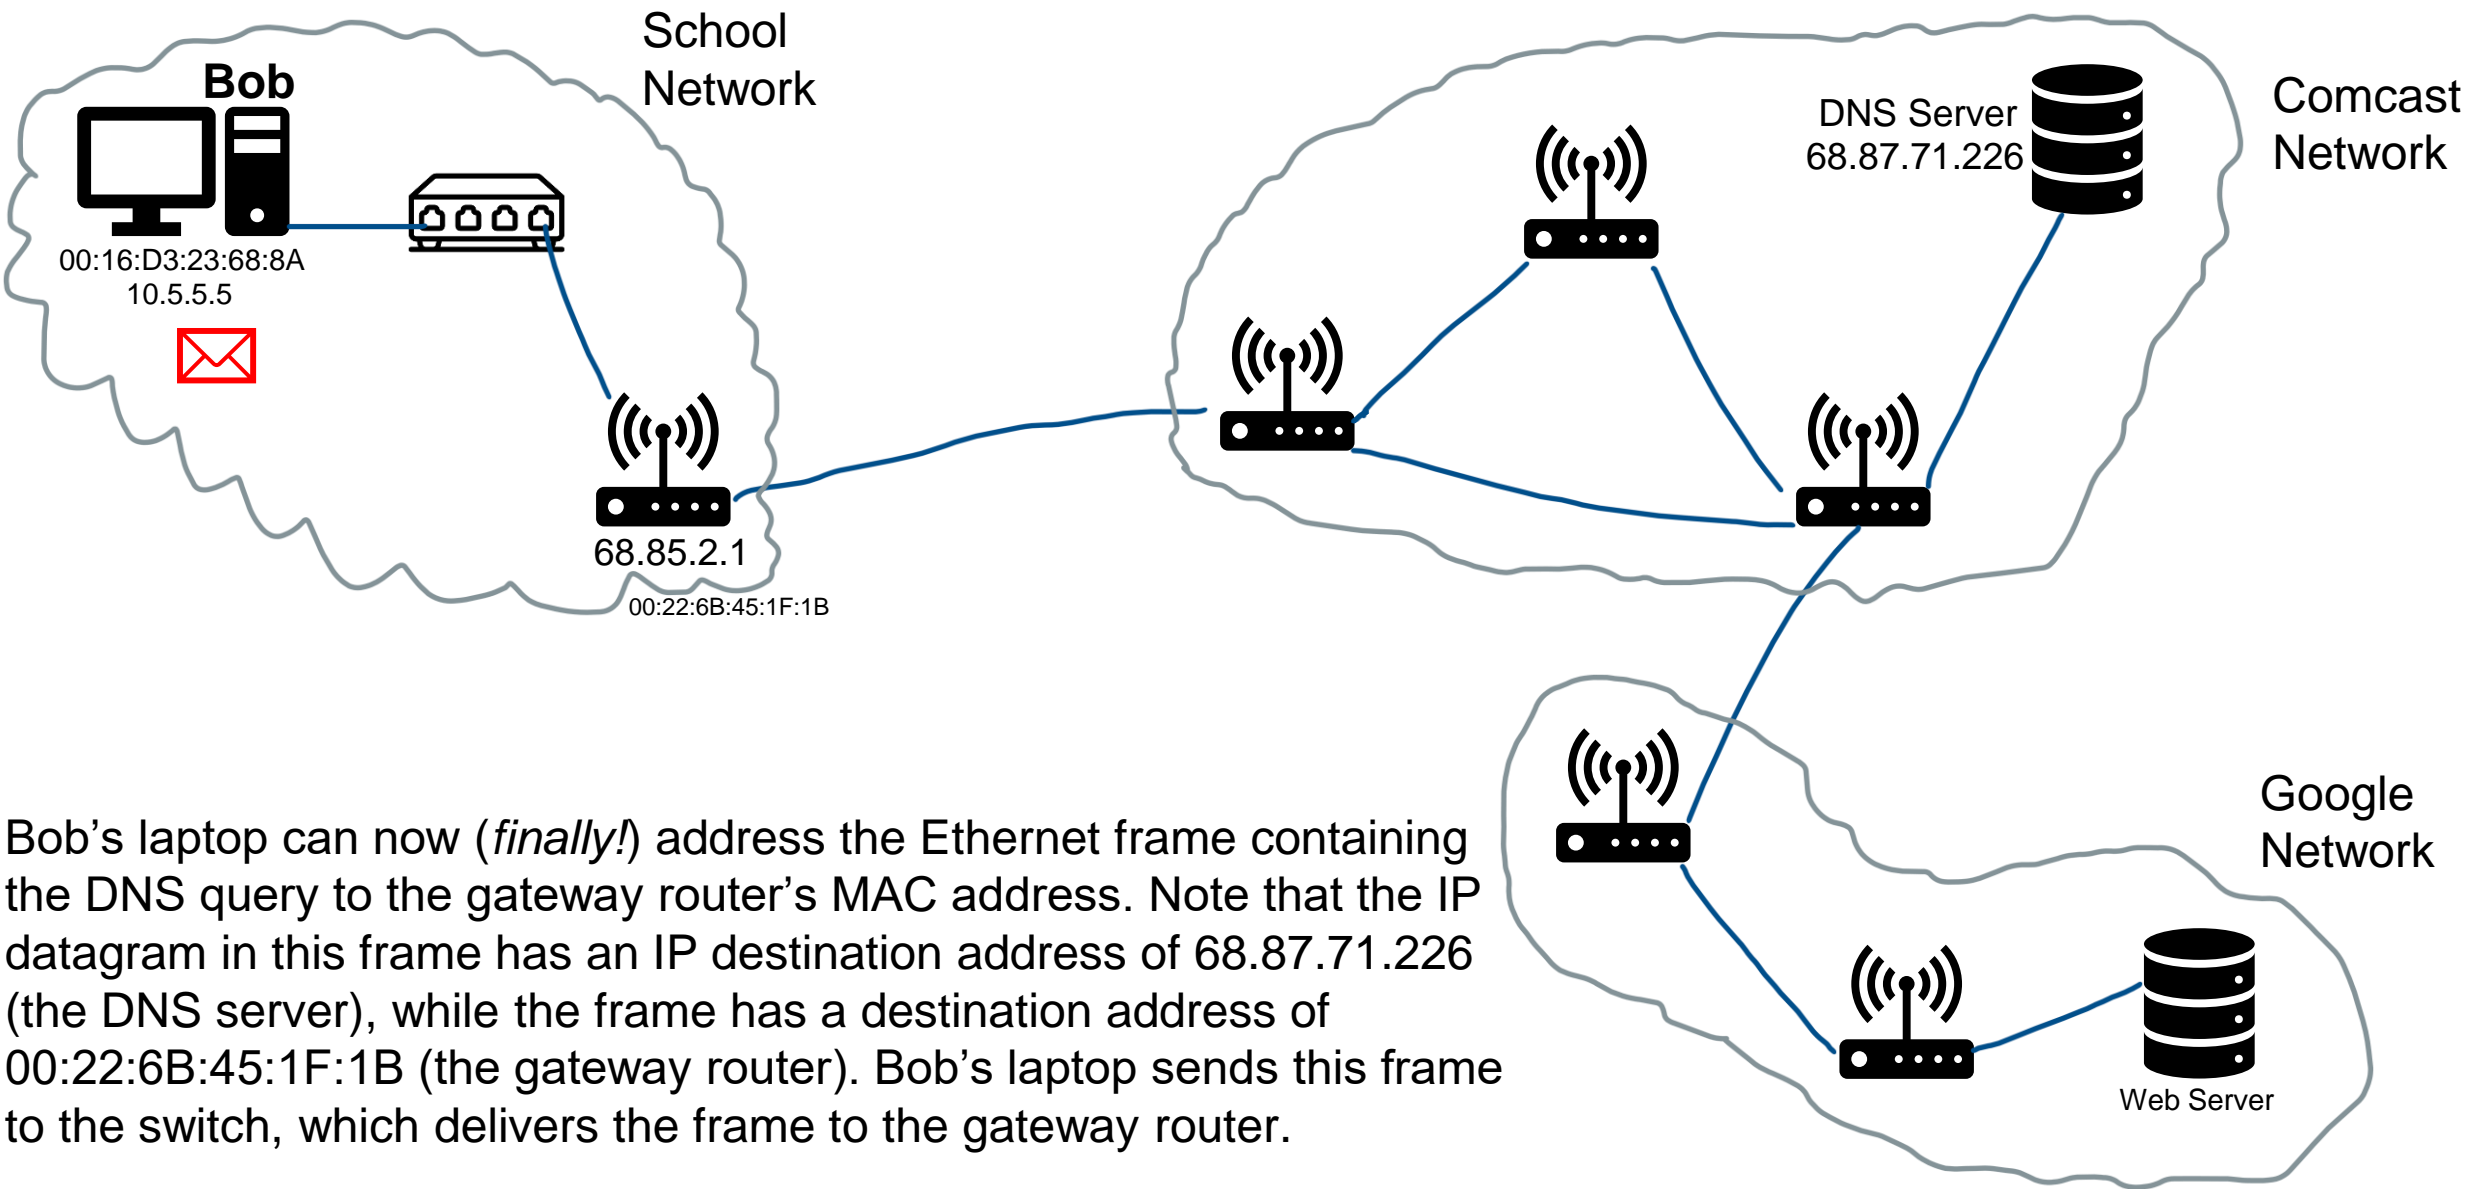 School
Network
Bob
00:16:D3:23:68:8A
10.5.5.5
68.85.2.1
00:22:6B:45:1F:1B
DNS Server
68.87.71.226
Comcast
Network
Google
Network
Web Server
Bob’s laptop can now (finally!) address the Ethernet frame containing
the DNS query to the gateway router’s MAC address. Note that the IP
datagram in this frame has an IP destination address of 68.87.71.226
(the DNS server), while the frame has a destination address of
00:22:6B:45:1F:1B (the gateway router). Bob’s laptop sends this frame
to the switch, which delivers the frame to the gateway router.